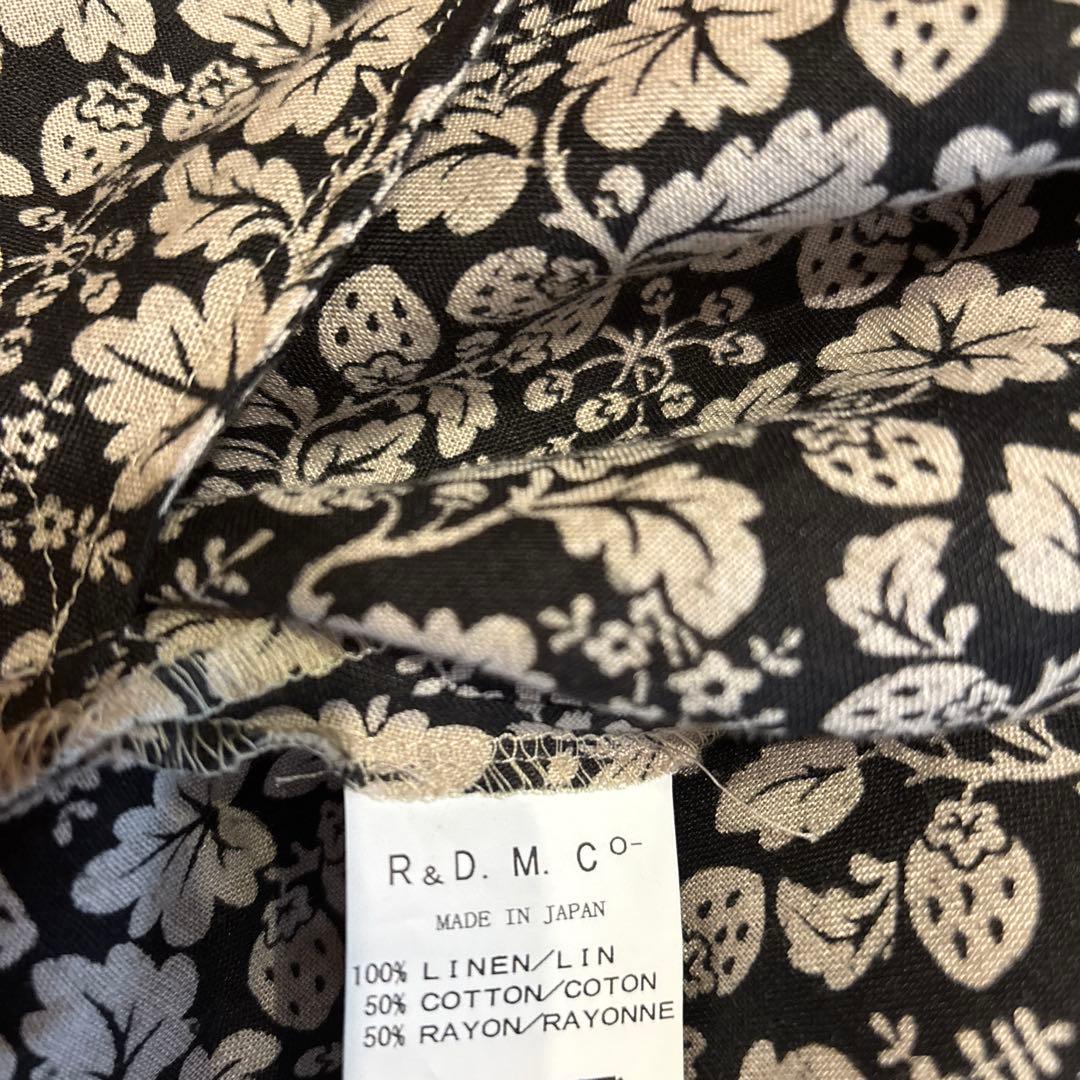 R & D. M. Co-
MADE IN JAPAN
100% LINEN/LIN
50% COTTON/COTON
50% RAYON/RAYONNE